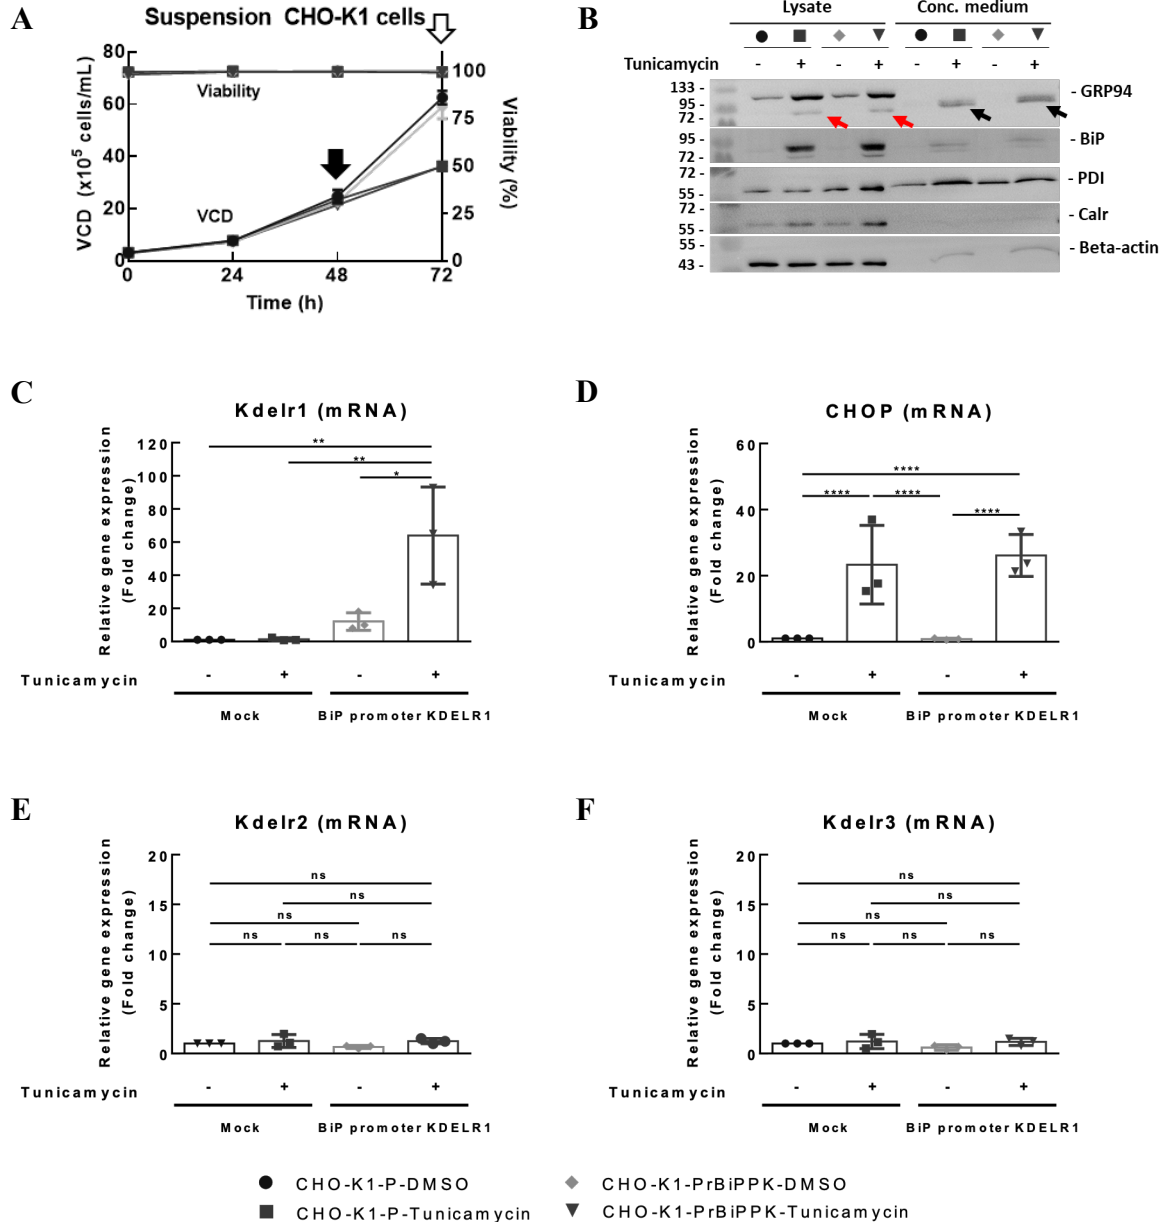 A
Suspension CHO-K1 cells
VCD (x10⁵ cells/mL)
80
60
40
20
0
Viability
VCD
100
75
50
25
0
Viability (%)
0 24 48 72
Time (h)
B
Lysate Conc. medium
Tunicamycin - + - + - + - +
133 -
95 -
72 -
- GRP94
95 -
72 -
- BiP
72 -
55 -
- PDI
72 -
55 -
- Calr
55 -
43 -
- Beta-actin
C
Kdelr1 (mRNA)
Relative gene expression
(Fold change)
120
100
80
60
40
20
0
**
**
*
Tunicamycin - + - +
Mock BiP promoter KDELR1
D
CHOP (mRNA)
Relative gene expression
(Fold change)
60
40
20
0
****
**** ****
****
Tunicamycin - + - +
Mock BiP promoter KDELR1
E
Kdelr2 (mRNA)
Relative gene expression
(Fold change)
20
15
10
5
0
ns
ns
ns
ns ns ns
Tunicamycin - + - +
Mock BiP promoter KDELR1
F
Kdelr3 (mRNA)
Relative gene expression
(Fold change)
20
15
10
5
0
ns
ns
ns
ns ns ns
Tunicamycin - + - +
Mock BiP promoter KDELR1
CHO-K1-P-DMSO
CHO-K1-PrBiPPK-DMSO
CHO-K1-P-Tunicamycin
CHO-K1-PrBiPPK-Tunicamycin